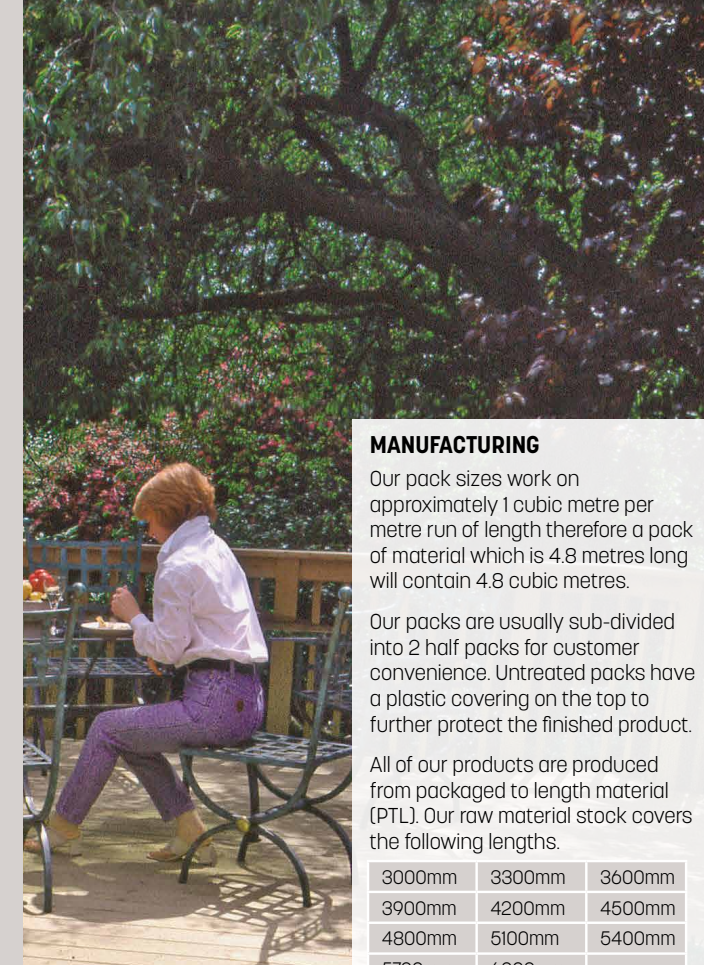 MANUFACTURING
Our pack sizes work on
approximately 1 cubic metre per
metre run of length therefore a pack
of material which is 4.8 metres long
will contain 4.8 cubic metres.
Our packs are usually sub-divided
into 2 half packs for customer
convenience. Untreated packs have
a plastic covering on the top to
further protect the finished product.
All of our products are produced
from packaged to length material
(PTL). Our raw material stock covers
the following lengths.
3000mm 3300mm 3600mm
3900mm 4200mm 4500mm
4800mm 5100mm 5400mm